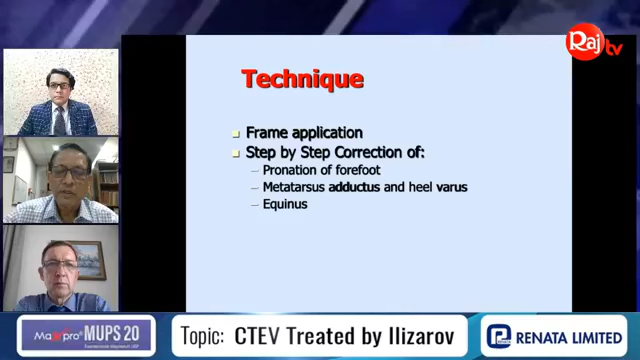 Raj tv
Technique
Frame application
Step by Step Correction of:
– Pronation of forefoot
– Metatarsus adductus and heel varus
– Equinus
MUPS 20
Topic: CTEV Treated by Ilizarov
RENATA LIMITED